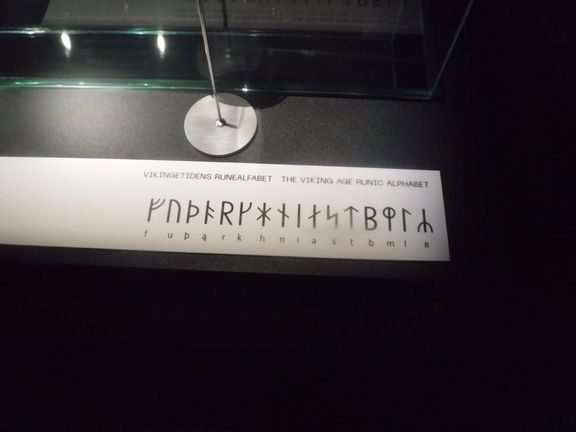 VIKINGETIDENS RUNEALFABET THE VIKING AGE RUNIC ALPHABET
ᚠᚢᚦᚬᚱᚴᚼᚾᛁᛅᛋᛏᛒᛘᛚᛦ
f u þ ą r k h n i a s t b m l ʀ